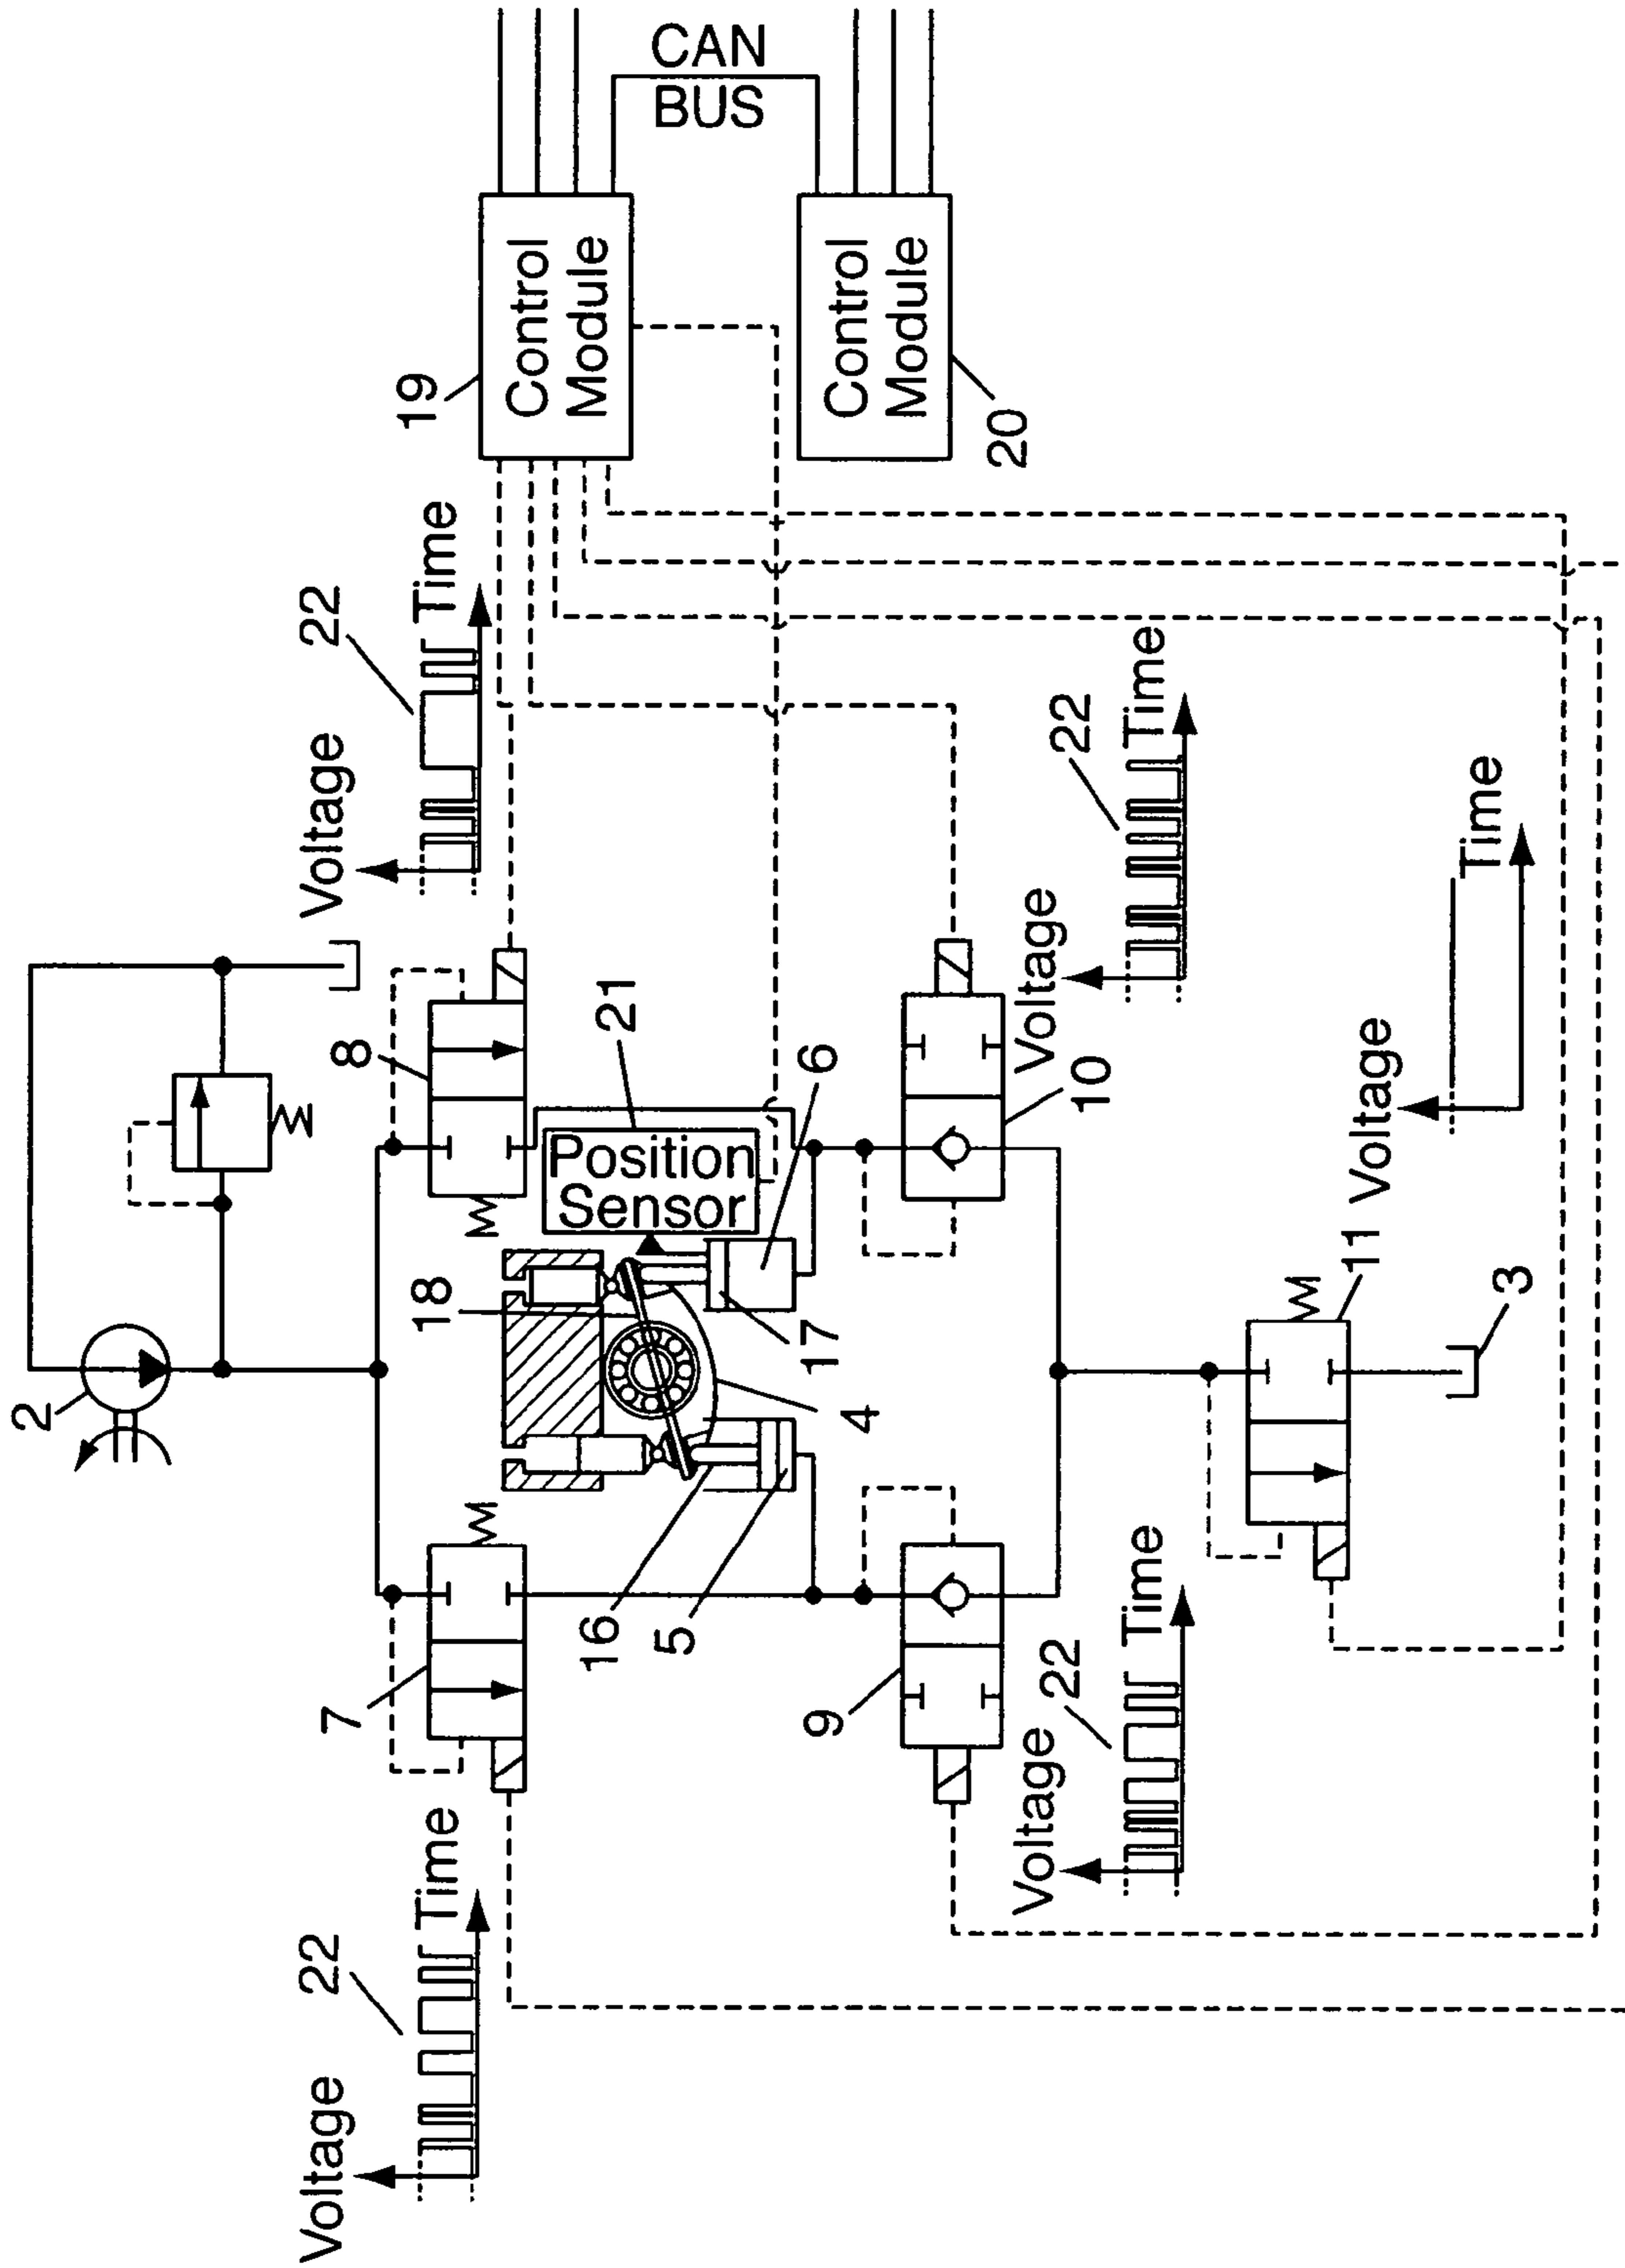 2
19
Control
Module
CAN
BUS
Control
Module
20
22
Voltage
Time
8
21
Position
Sensor
6
18
17
4
16
5
7
22
Voltage
Time
10
22
Voltage
Time
9
22
Voltage
Time
11
3
Voltage
Time